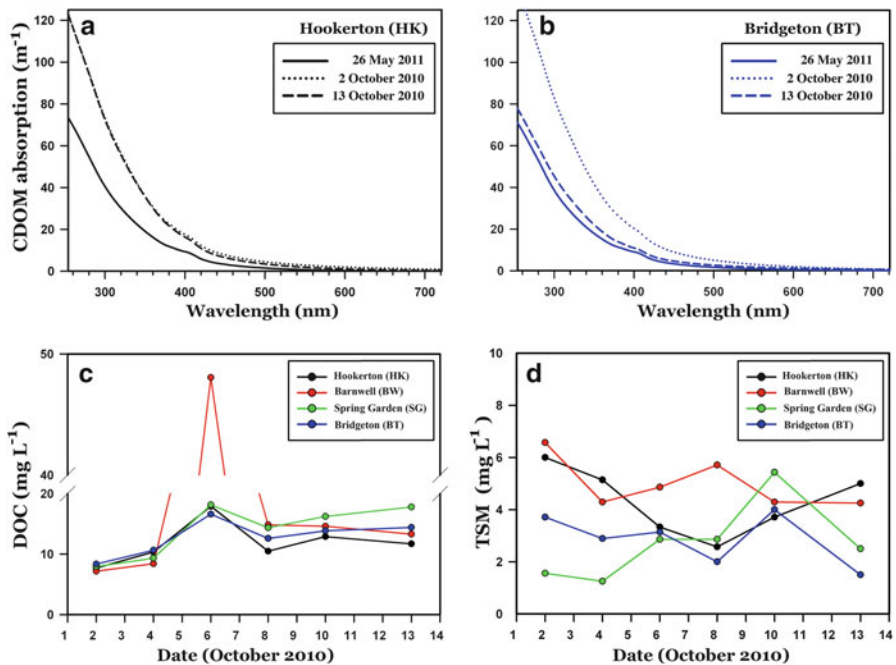 a
Hookerton (HK)
26 May 2011
2 October 2010
13 October 2010
CDOM absorption (m⁻¹)
120
100
80
60
40
20
0
300
400
500
600
700
Wavelength (nm)
b
Bridgeton (BT)
26 May 2011
2 October 2010
13 October 2010
120
100
80
60
40
20
0
300
400
500
600
700
Wavelength (nm)
c
Hookerton (HK)
Barnwell (BW)
Spring Garden (SG)
Bridgeton (BT)
DOC (mg L⁻¹)
50
40
20
10
0
1 2 3 4 5 6 7 8 9 10 11 12 13 14
Date (October 2010)
d
Hookerton (HK)
Barnwell (BW)
Spring Garden (SG)
Bridgeton (BT)
TSM (mg L⁻¹)
10
8
6
4
2
0
1 2 3 4 5 6 7 8 9 10 11 12 13 14
Date (October 2010)